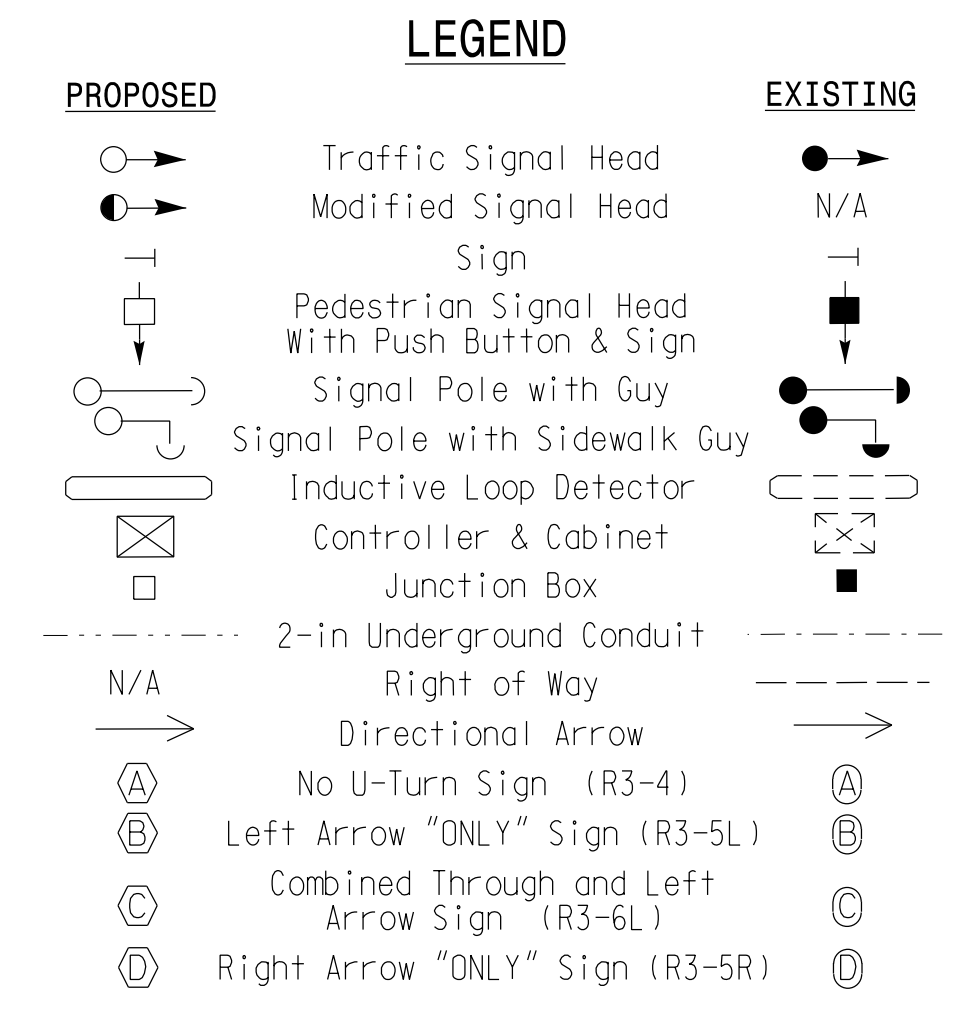 LEGEND
PROPOSED EXISTING
Traffic Signal Head
Modified Signal Head N/A
Sign
Pedestrian Signal Head
With Push Button & Sign
Signal Pole with Guy
Signal Pole with Sidewalk Guy
Inductive Loop Detector
Controller & Cabinet
Junction Box
2-in Underground Conduit
N/A Right of Way
Directional Arrow
A No U-Turn Sign (R3-4) A
B Left Arrow "ONLY" Sign (R3-5L) B
Combined Through and Left
C Arrow Sign (R3-6L) C
D Right Arrow "ONLY" Sign (R3-5R) D